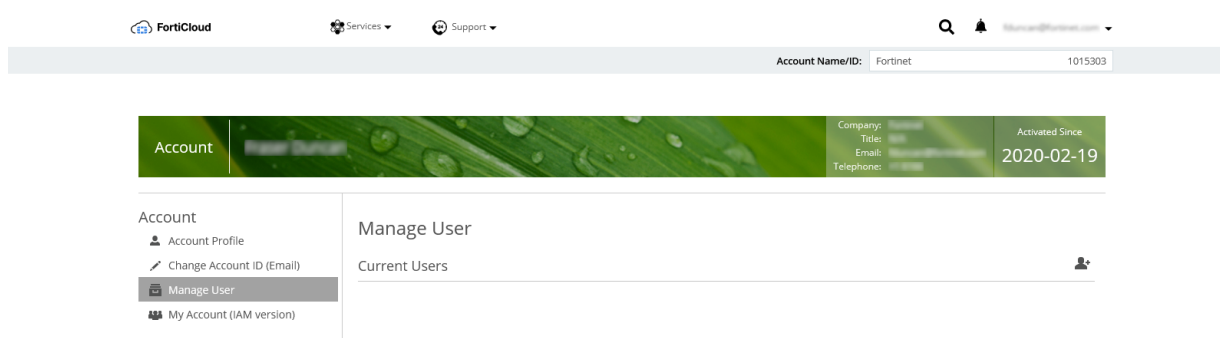 FortiCloud
Services
Support
Account Name/ID: Fortinet 1015303
Account
Company:
Title:
Email:
Telephone:
Activated Since
2020-02-19
Account
Account Profile
Change Account ID (Email)
Manage User
My Account (IAM version)
Manage User
Current Users